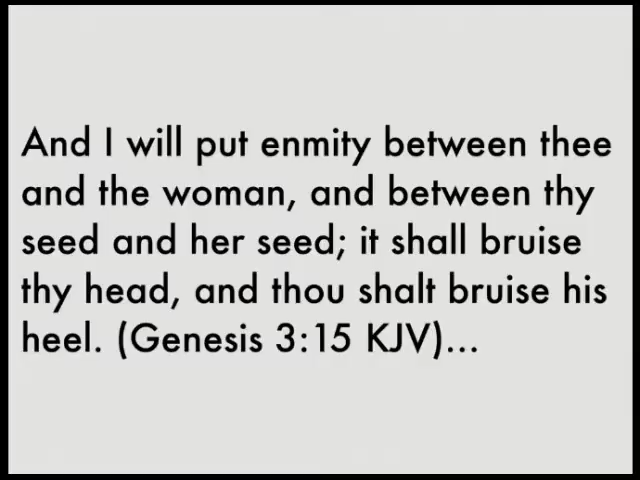 And I will put enmity between thee
and the woman, and between thy
seed and her seed; it shall bruise
thy head, and thou shalt bruise his
heel. (Genesis 3:15 KJV)...